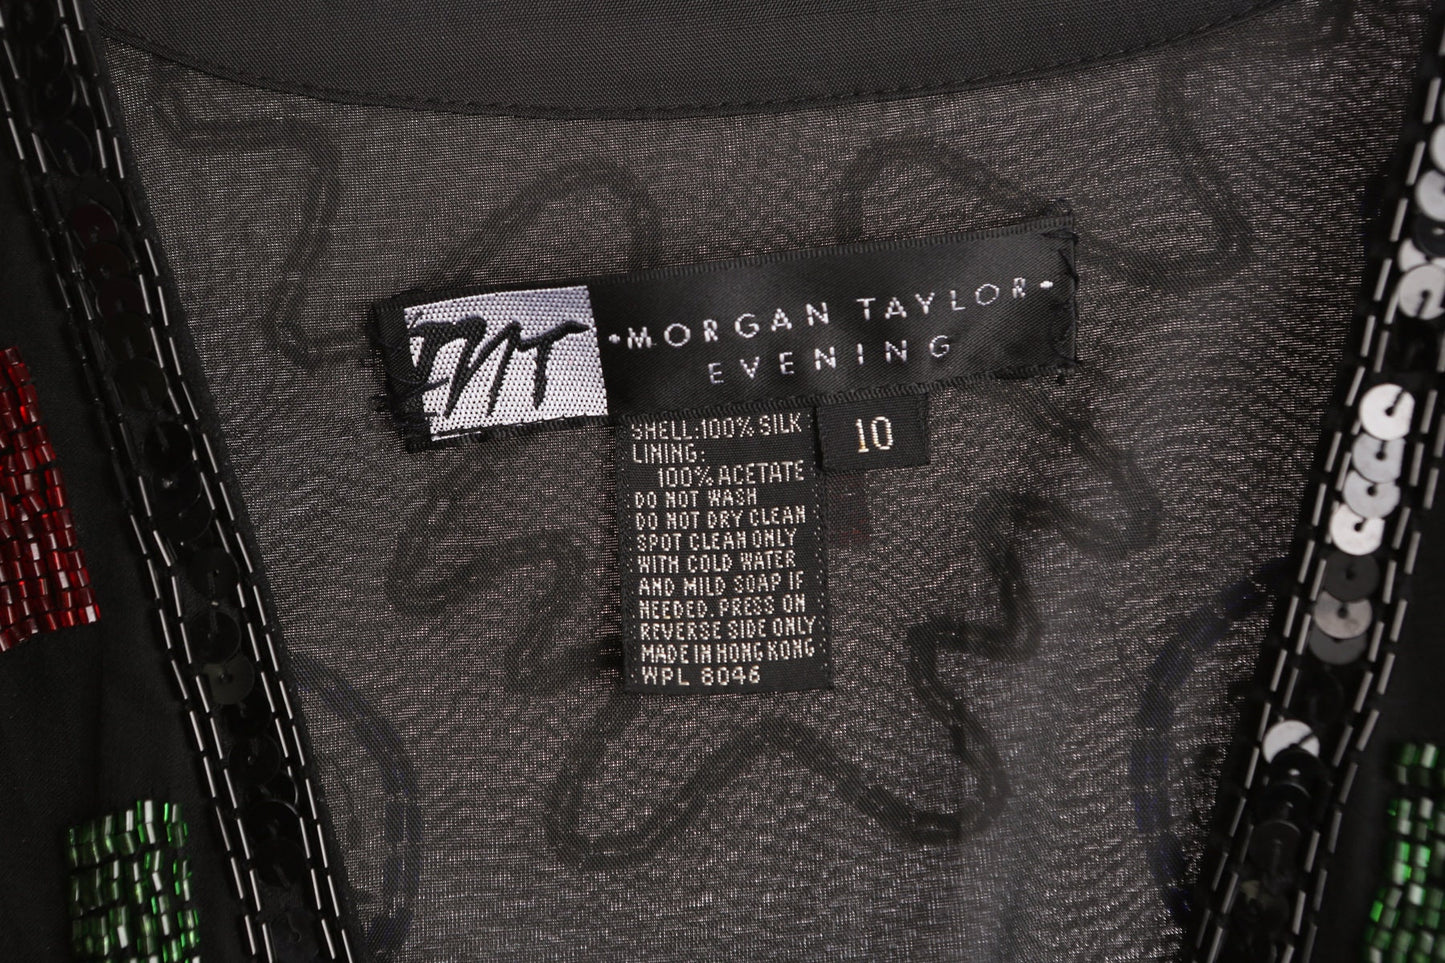 MT
•MORGAN TAYLOR•
EVENING
10
SHELL:100% SILK
LINING:
100% ACETATE
DO NOT WASH
DO NOT DRY CLEAN
SPOT CLEAN ONLY
WITH COLD WATER
AND MILD SOAP IF
NEEDED. PRESS ON
REVERSE SIDE ONLY
MADE IN HONG KONG
WPL 8046